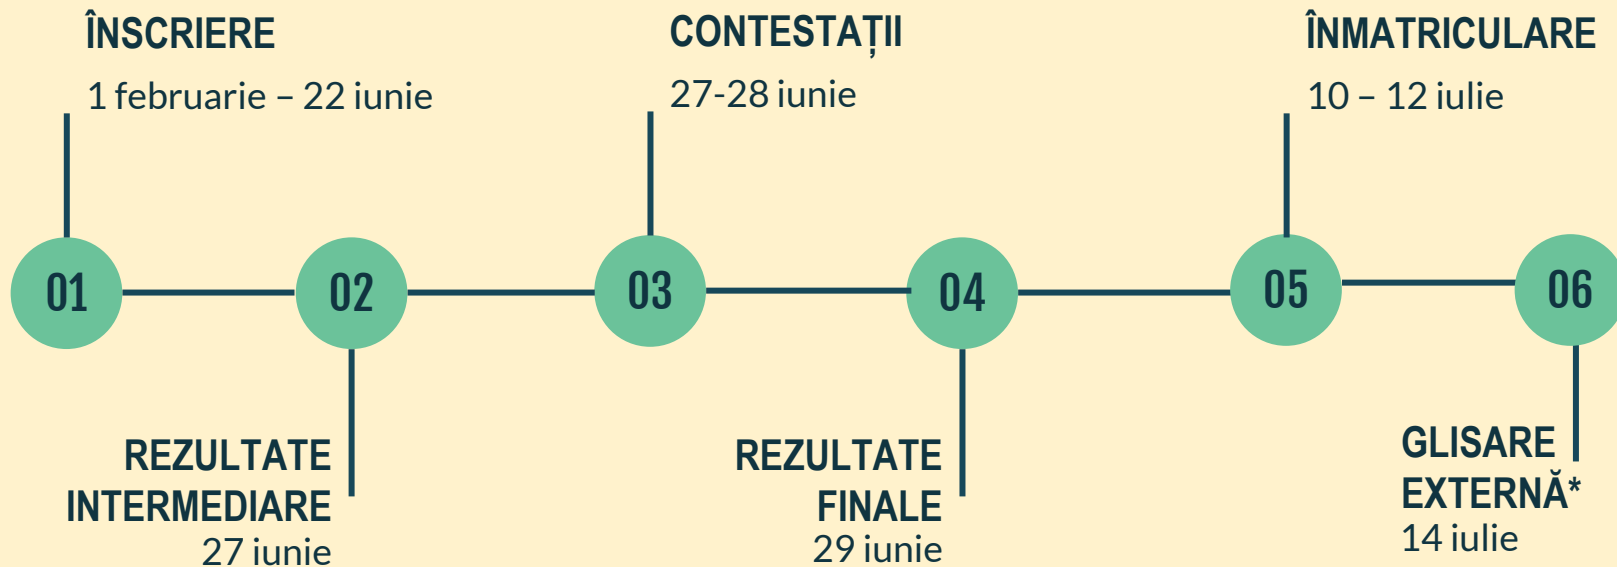 ÎNSCRIERE
1 februarie – 22 iunie
CONTESTAȚII
27-28 iunie
ÎNMATRICULARE
10 – 12 iulie
01
02
03
04
05
06
REZULTATE
INTERMEDIARE
27 iunie
REZULTATE
FINALE
29 iunie
GLISARE
EXTERNĂ*
14 iulie